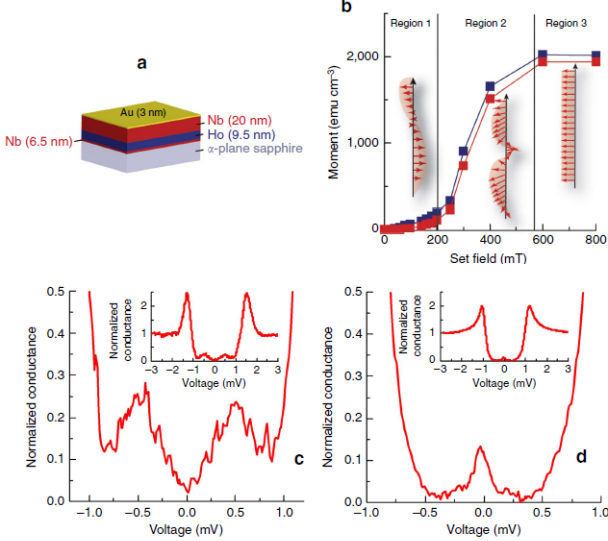 a
Au (3 nm)
Nb (20 nm)
Ho (9.5 nm)
Nb (6.5 nm)
α-plane sapphire
b
Region 1
Region 2
Region 3
Moment (emu cm⁻³)
2,000
1,000
0
0
200
400
600
800
Set field (mT)
Normalized conductance
0.5
0.4
0.3
0.2
0.1
0.0
−1.0
−0.5
0.0
0.5
1.0
Voltage (mV)
c
Normalized
conductance
2
1
0
−3
−2
−1
0
1
2
3
Voltage (mV)
Normalized conductance
0.5
0.4
0.3
0.2
0.1
0.0
−1.0
−0.5
0.0
0.5
1.0
Voltage (mV)
d
Normalized
conductance
2
1
0
−3
−2
−1
0
1
2
3
Voltage (mV)